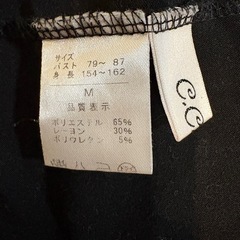 サイズ
バスト 79〜 87
身長 154〜162
M
品質表示
ポリエステル 65%
レーヨン 30%
ポリウレタン 5%
C.C